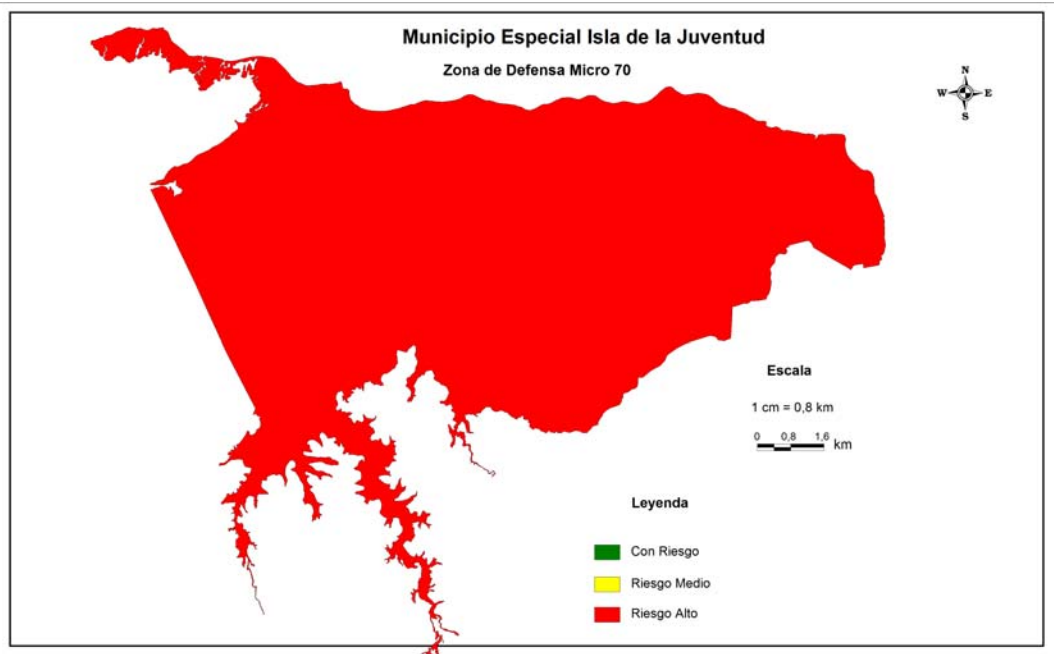 Municipio Especial Isla de la Juventud
Zona de Defensa Micro 70
N
W E
S
Escala
1 cm = 0,8 km
0 0,8 1,6
km
Leyenda
Con Riesgo
Riesgo Medio
Riesgo Alto